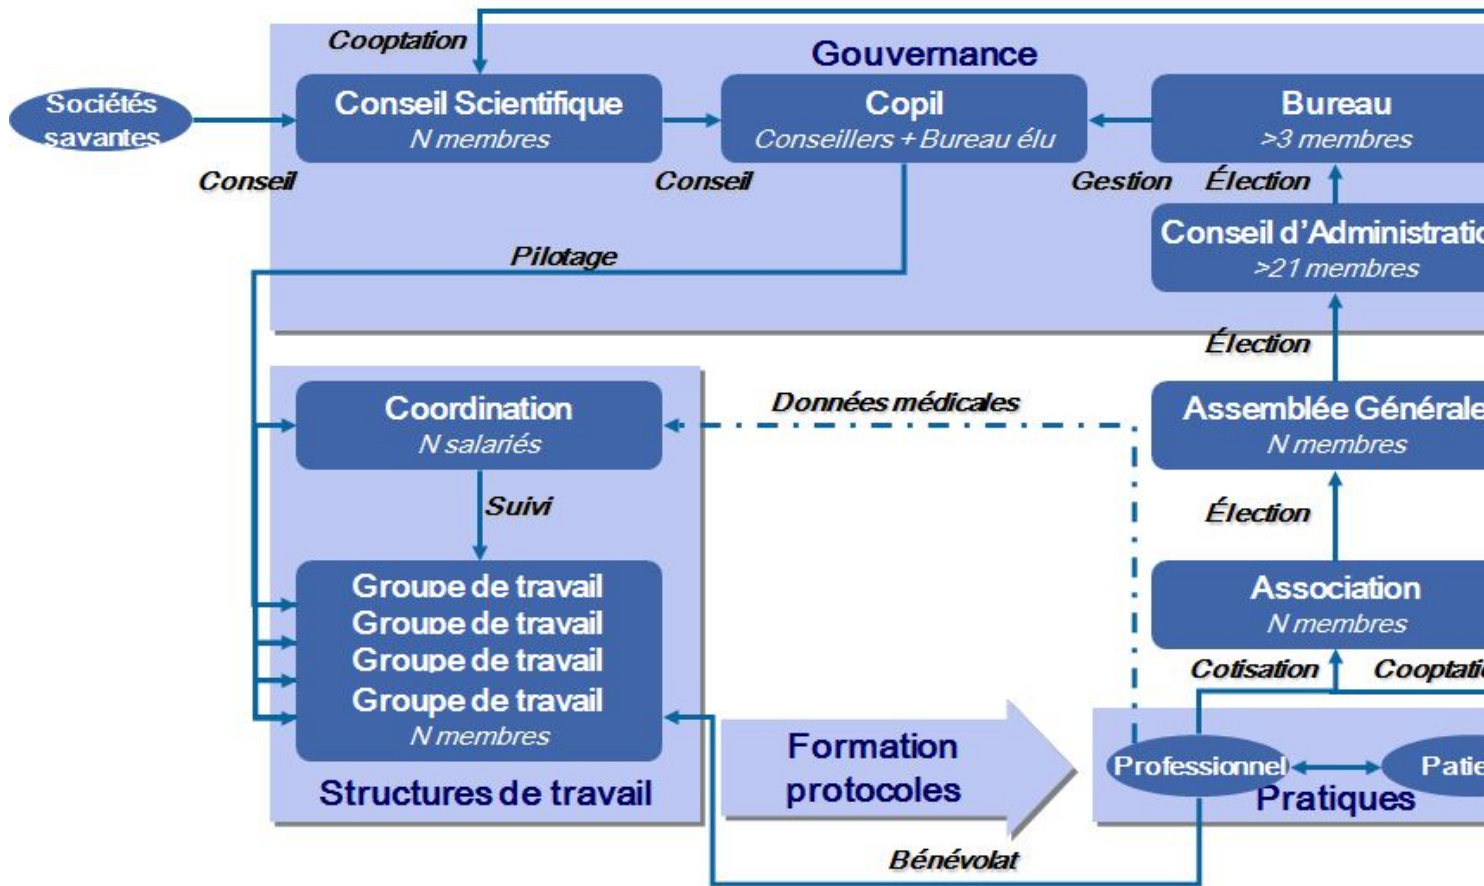 Cooptation
Gouvernance
Sociétés
savantes
Conseil Scientifique
N membres
Copil
Conseillers + Bureau élu
Bureau
>3 membres
Conseil
Conseil
Gestion
Élection
Pilotage
Conseil d'Administratio
>21 membres
Élection
Coordination
N salariés
Données médicales
Assemblée Générale
N membres
Suivi
Élection
Groupe de travail
Groupe de travail
Groupe de travail
Groupe de travail
N membres
Association
N membres
Cotisation
Cooptatio
Formation
protocoles
Professionnel
Patie
Structures de travail
Pratiques
Bénévolat